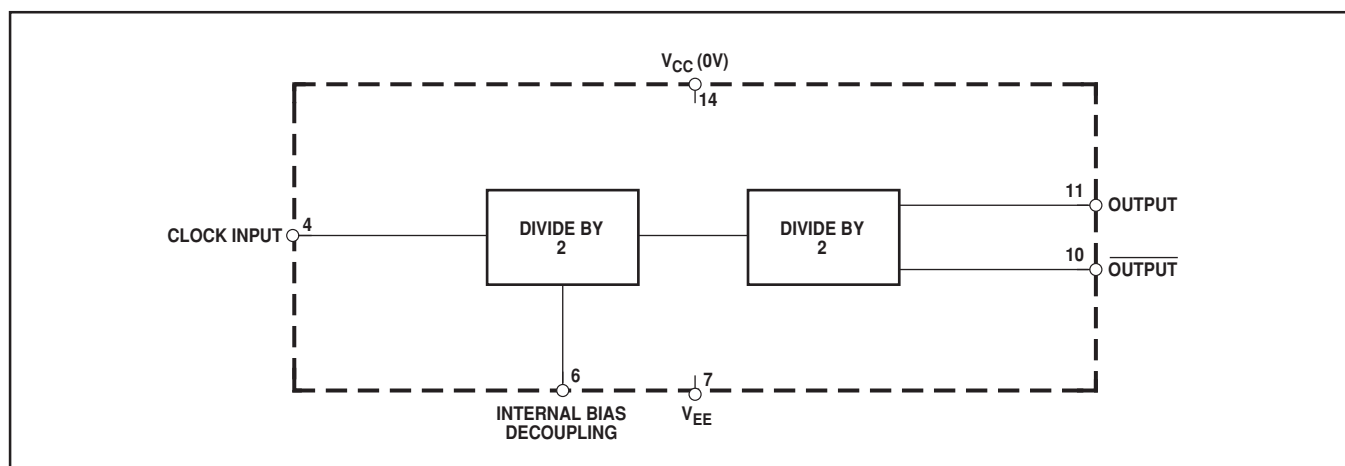 VCC (0V)
14
CLOCK INPUT
4
DIVIDE BY
2
DIVIDE BY
2
11
OUTPUT
10
OUTPUT
6
INTERNAL BIAS
DECOUPLING
7
VEE